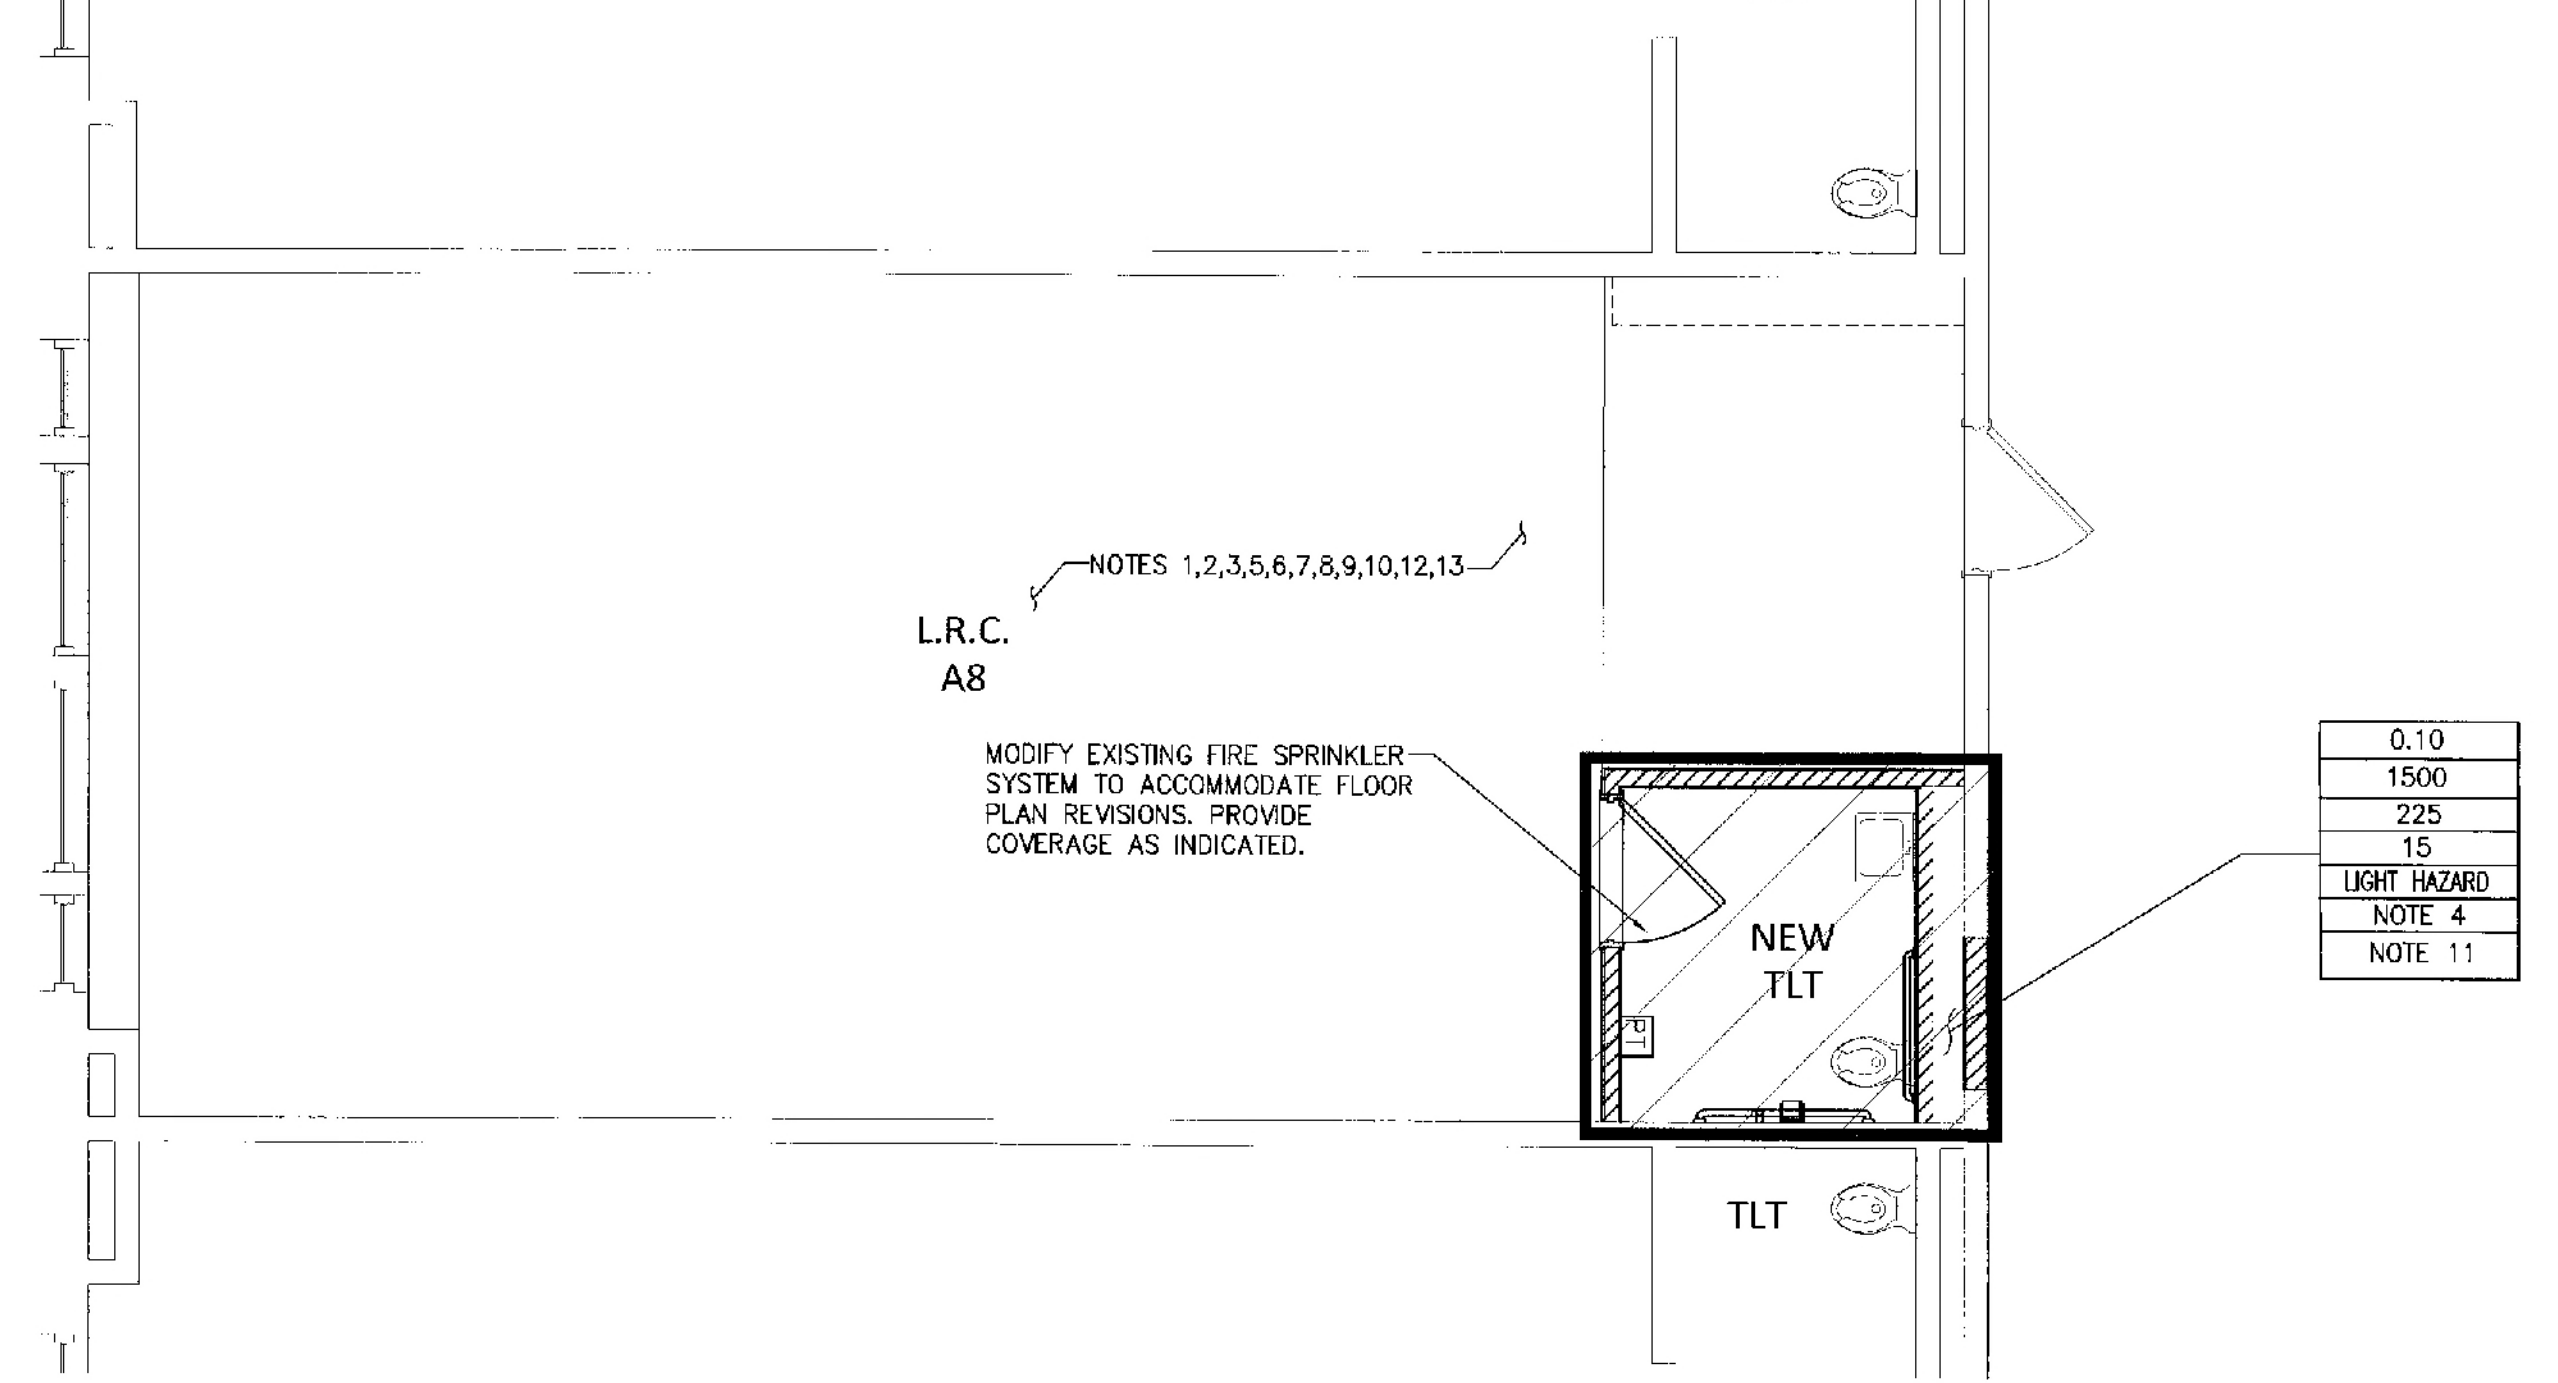 NOTES 1,2,3,5,6,7,8,9,10,12,13
L.R.C.
A8
MODIFY EXISTING FIRE SPRINKLER
SYSTEM TO ACCOMMODATE FLOOR
PLAN REVISIONS. PROVIDE
COVERAGE AS INDICATED.
0.10
1500
225
15
LIGHT HAZARD
NOTE 4
NOTE 11
NEW
TLT
PT
TLT